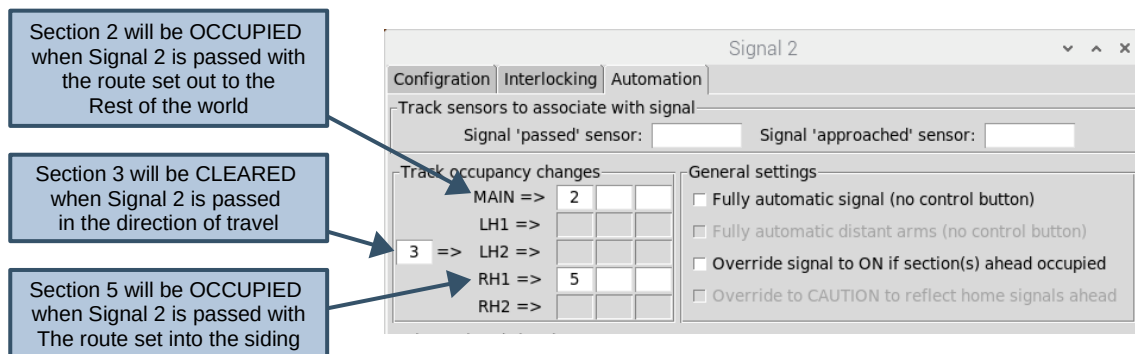 Section 2 will be OCCUPIED
when Signal 2 is passed with
the route set out to the
Rest of the world
Section 3 will be CLEARED
when Signal 2 is passed
in the direction of travel
Section 5 will be OCCUPIED
when Signal 2 is passed with
The route set into the siding
Signal 2
Configration Interlocking Automation
Track sensors to associate with signal
Signal 'passed' sensor: Signal 'approached' sensor:
Track occupancy changes
MAIN => 2
LH1 =>
3 => LH2 =>
RH1 => 5
RH2 =>
General settings
Fully automatic signal (no control button)
Fully automatic distant arms (no control button)
Override signal to ON if section(s) ahead occupied
Override to CAUTION to reflect home signals ahead